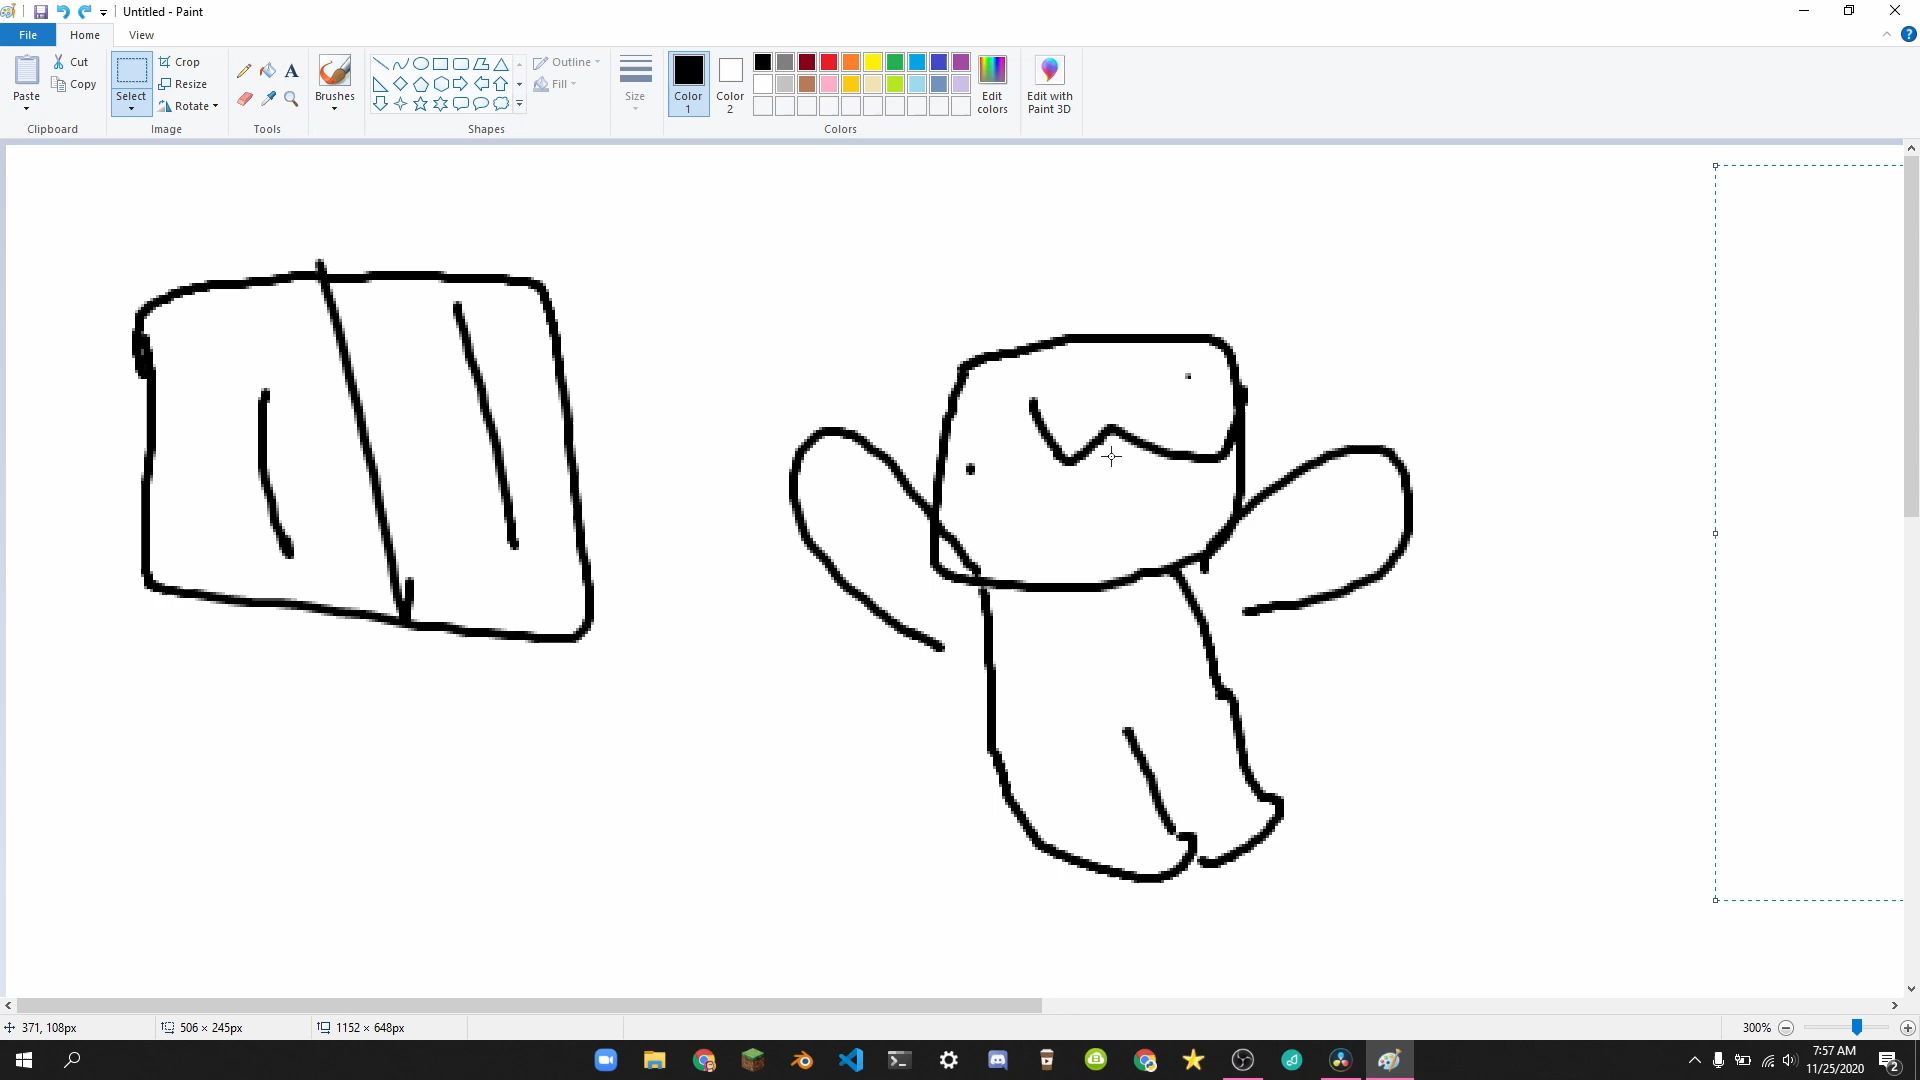 Untitled - Paint
File Home View
Paste
Cut
Copy
Clipboard
Select
Crop
Resize
Rotate
Image
A
Tools
Brushes
Shapes
Outline
Fill
Size
Color 1
Color 2
Colors
Edit colors
Edit with Paint 3D
?
371, 108px
506 × 245px
1152 × 648px
300%
7:57 AM
11/25/2020
2